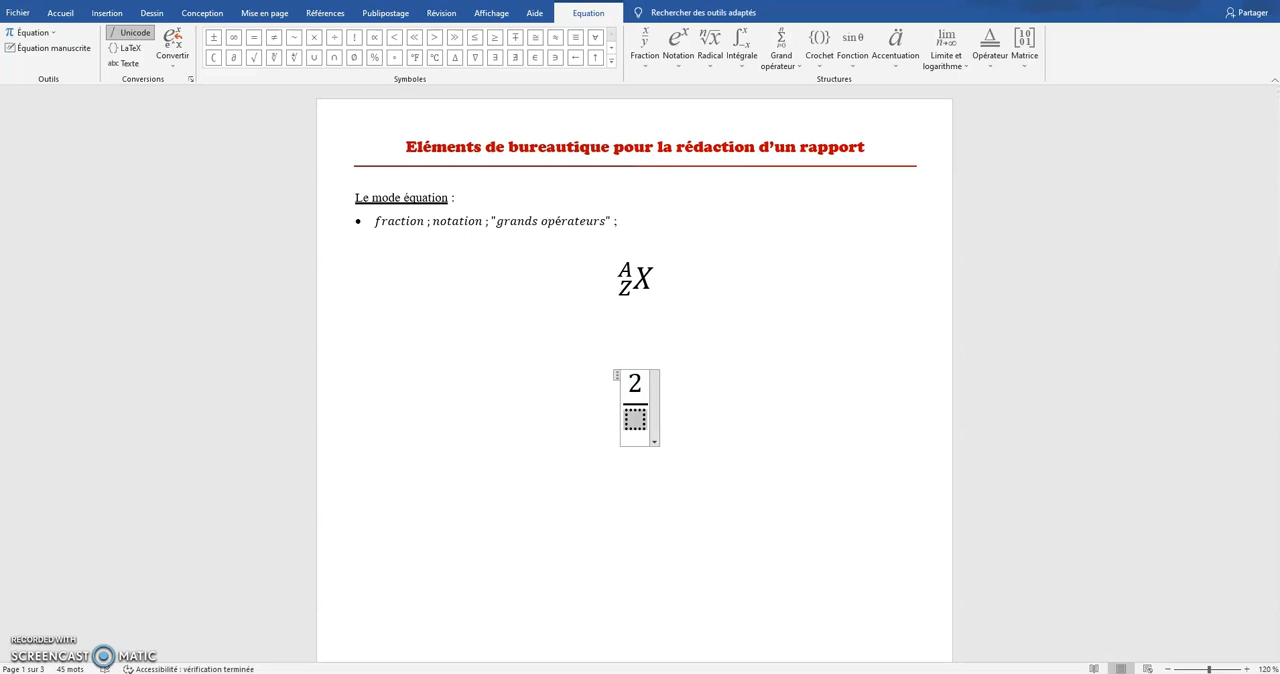 Fichier Accueil Insertion Dessin Conception Mise en page Références Publipostage Révision Affichage Aide Equation Rechercher des outils adaptés Partager
π Équation
Équation manuscrite
Outils
Unicode
{} LaTeX
abc Texte
Convertir
Conversions
± ∞ = ≠ ~ × ÷ ! ∝ < ≪ > ≫ ≤ ≥ ∓ ≅ ≈ ≡ ∀
∁ ∂ √ ∛ ∜ ∪ ∩ ∅ % ° °F °C ∆ ∇ ∃ ∄ ∈ ∋ ← ↑
Symboles
Fraction Notation Radical Intégrale Grand opérateur Crochet Fonction Accentuation Limite et logarithme Opérateur Matrice
Structures
Eléments de bureautique pour la rédaction d’un rapport
Le mode équation :
• fraction ; notation ; "grands opérateurs" ;
A
Z X
2
RECORDED WITH
SCREENCAST MATIC
Page 1 sur 3 45 mots Accessibilité : vérification terminée 120 %